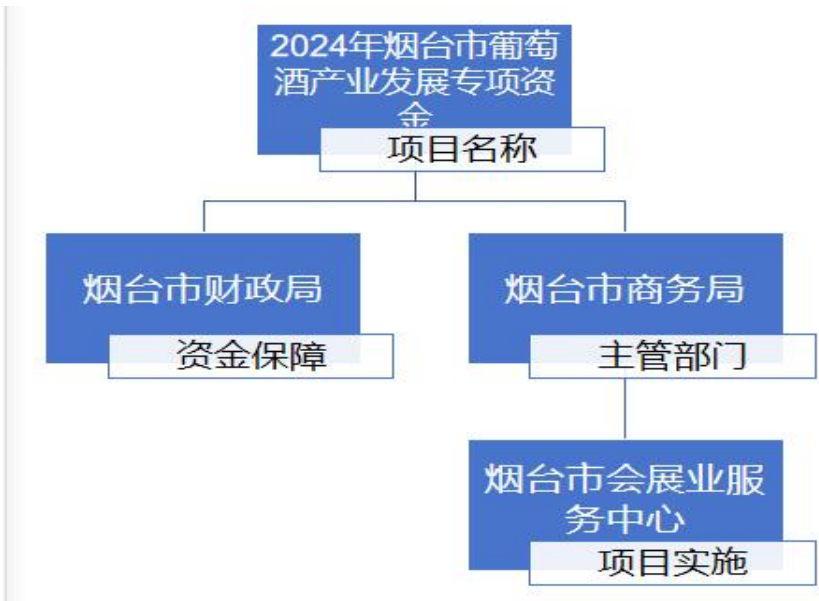 2024年烟台市葡萄
酒产业发展专项资
金
项目名称
烟台市财政局
资金保障
烟台市商务局
主管部门
烟台市会展业服
务中心
项目实施